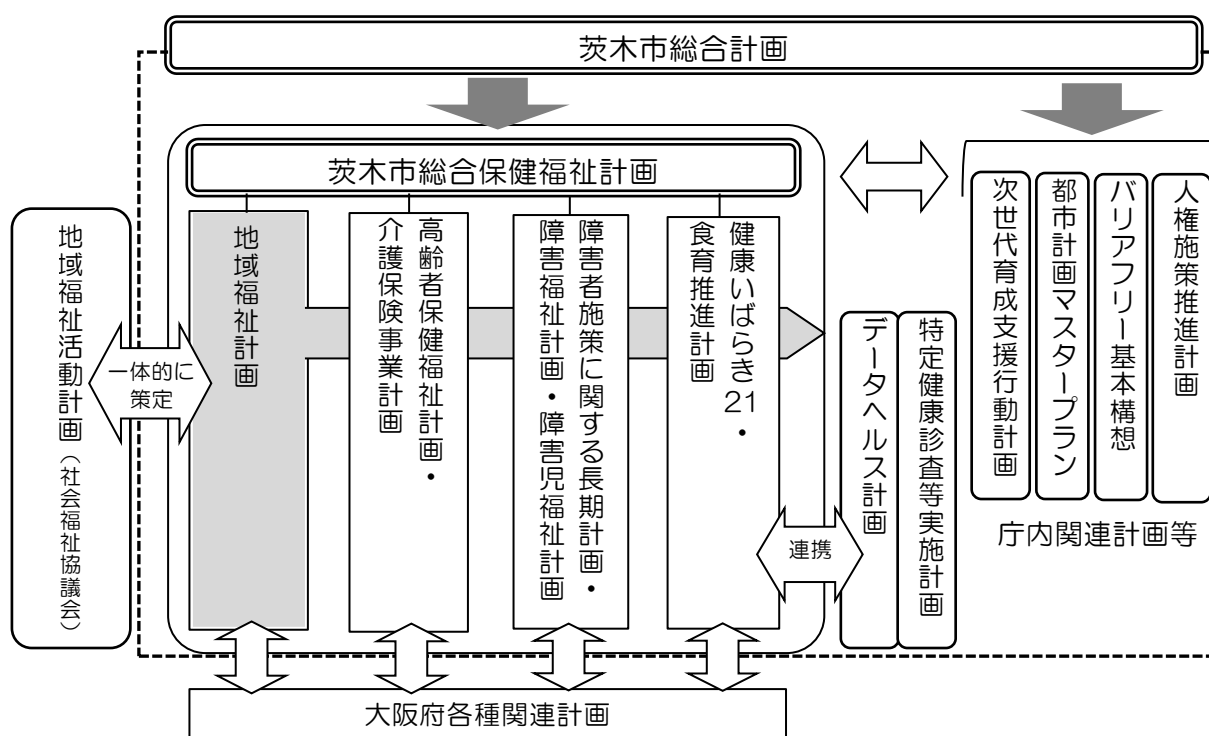 茨木市総合計画
茨木市総合保健福祉計画
地域福祉活動計画（社会福祉協議会）
一体的に
策定
地域福祉計画
高齢者保健福祉計画・
介護保険事業計画
障害者施策に関する長期計画・
障害福祉計画・障害児福祉計画
健康いばらき21・
食育推進計画
連携
データヘルス計画
特定健康診査等実施計画
次世代育成支援行動計画
都市計画マスタープラン
バリアフリー基本構想
人権施策推進計画
庁内関連計画等
大阪府各種関連計画